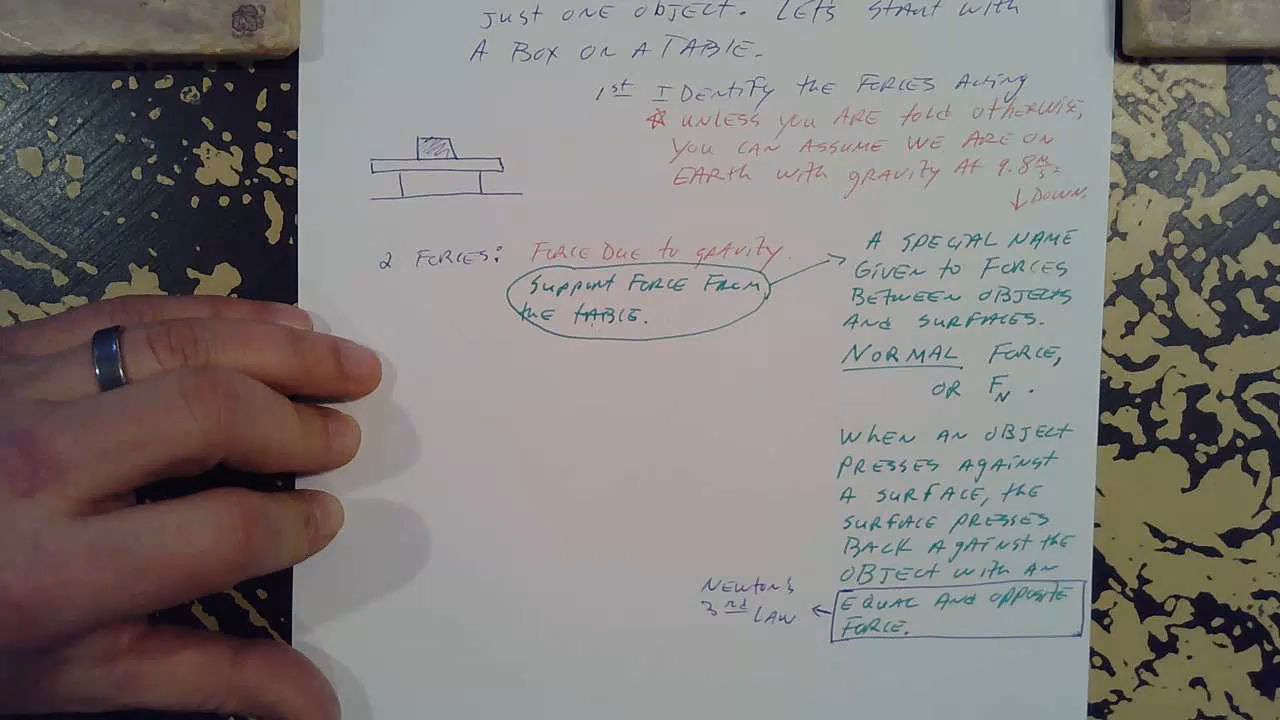 just one object. Lets start with
A Box on A TABLE.
1st IDentify the Forces Acting
* UNLESS you ARE told otherwise,
you CAN ASSUME WE ARE ON
EARth with gravity At 9.8 m/s2
↓ DOWN.
2 FORCES: FORCE DUE to gravity.
Support Force From
the tABLE.
A SPECIAL NAME
GIVEN to FORCES
BETWEEN OBJECTS
AND SURFACES.
NORMAL FORCE,
OR FN.
WHEN AN OBJECT
PRESSES AGAINST
A SURFACE, the
SURFACE PRESSES
BACK AGAINST the
OBJECT WITH AN
EQUAL AND OPPOSITE
FORCE.
NEWton's
3rd LAW